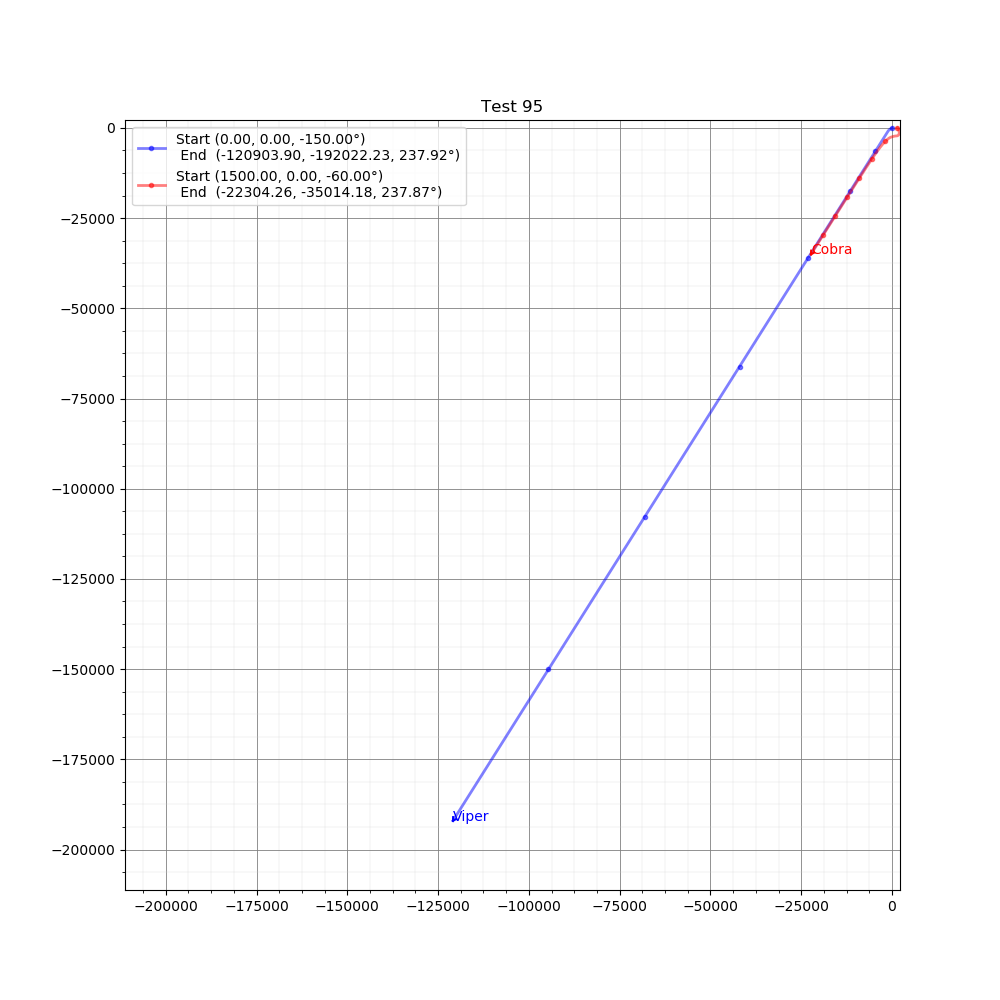 Test 95
Start (0.00, 0.00, -150.00°)
End  (-120903.90, -192022.23, 237.92°)
Start (1500.00, 0.00, -60.00°)
End  (-22304.26, -35014.18, 237.87°)
0
−25000
−50000
−75000
−100000
−125000
−150000
−175000
−200000
Cobra
Viper
−200000 −175000 −150000 −125000 −100000 −75000 −50000 −25000 0